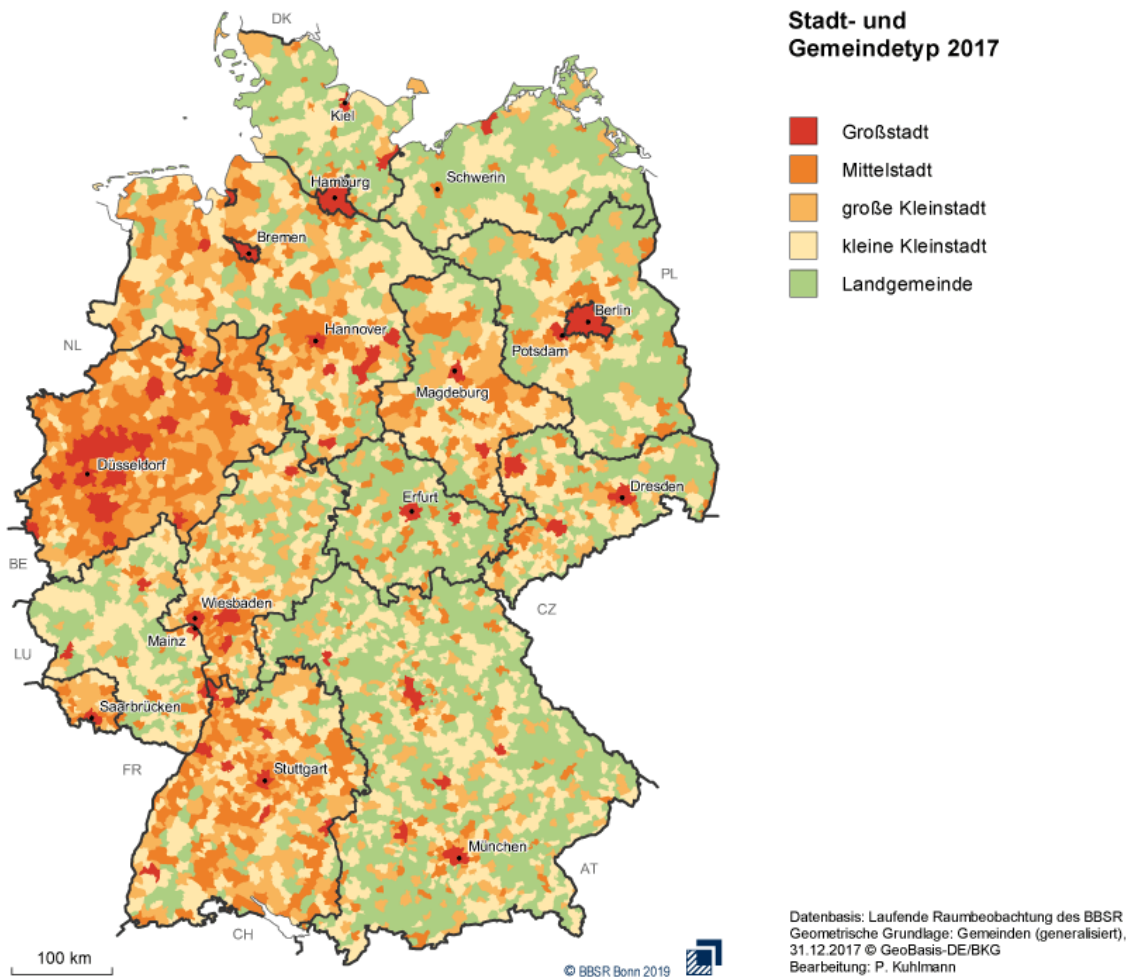 Stadt- und
Gemeindetyp 2017
Großstadt
Mittelstadt
große Kleinstadt
kleine Kleinstadt
Landgemeinde
DK
Kiel
Hamburg
Schwerin
Bremen
PL
Berlin
Hannover
NL
Potsdam
Magdeburg
Düsseldorf
Dresden
Erfurt
BE
Wiesbaden
CZ
Mainz
LU
Saarbrücken
FR
Stuttgart
München
AT
CH
100 km
© BBSR Bonn 2019
Datenbasis: Laufende Raumbeobachtung des BBSR
Geometrische Grundlage: Gemeinden (generalisiert),
31.12.2017 © GeoBasis-DE/BKG
Bearbeitung: P. Kuhlmann